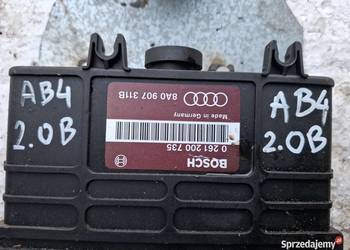 AB4
2.0B
BOSCH
0 261 200 735
Made in Germany
8A0 907 311B
AB4
2.0B
Sprzedajemy